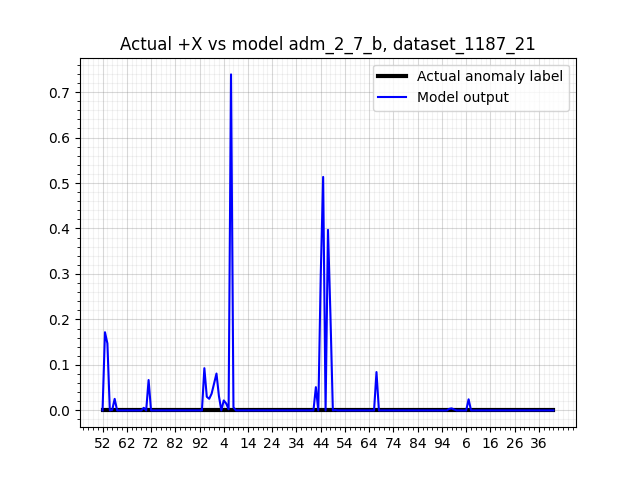 Actual +X vs model adm_2_7_b, dataset_1187_21
Actual anomaly label
Model output
0.7
0.6
0.5
0.4
0.3
0.2
0.1
0.0
52 62 72 82 92 4 14 24 34 44 54 64 74 84 94 6 16 26 36